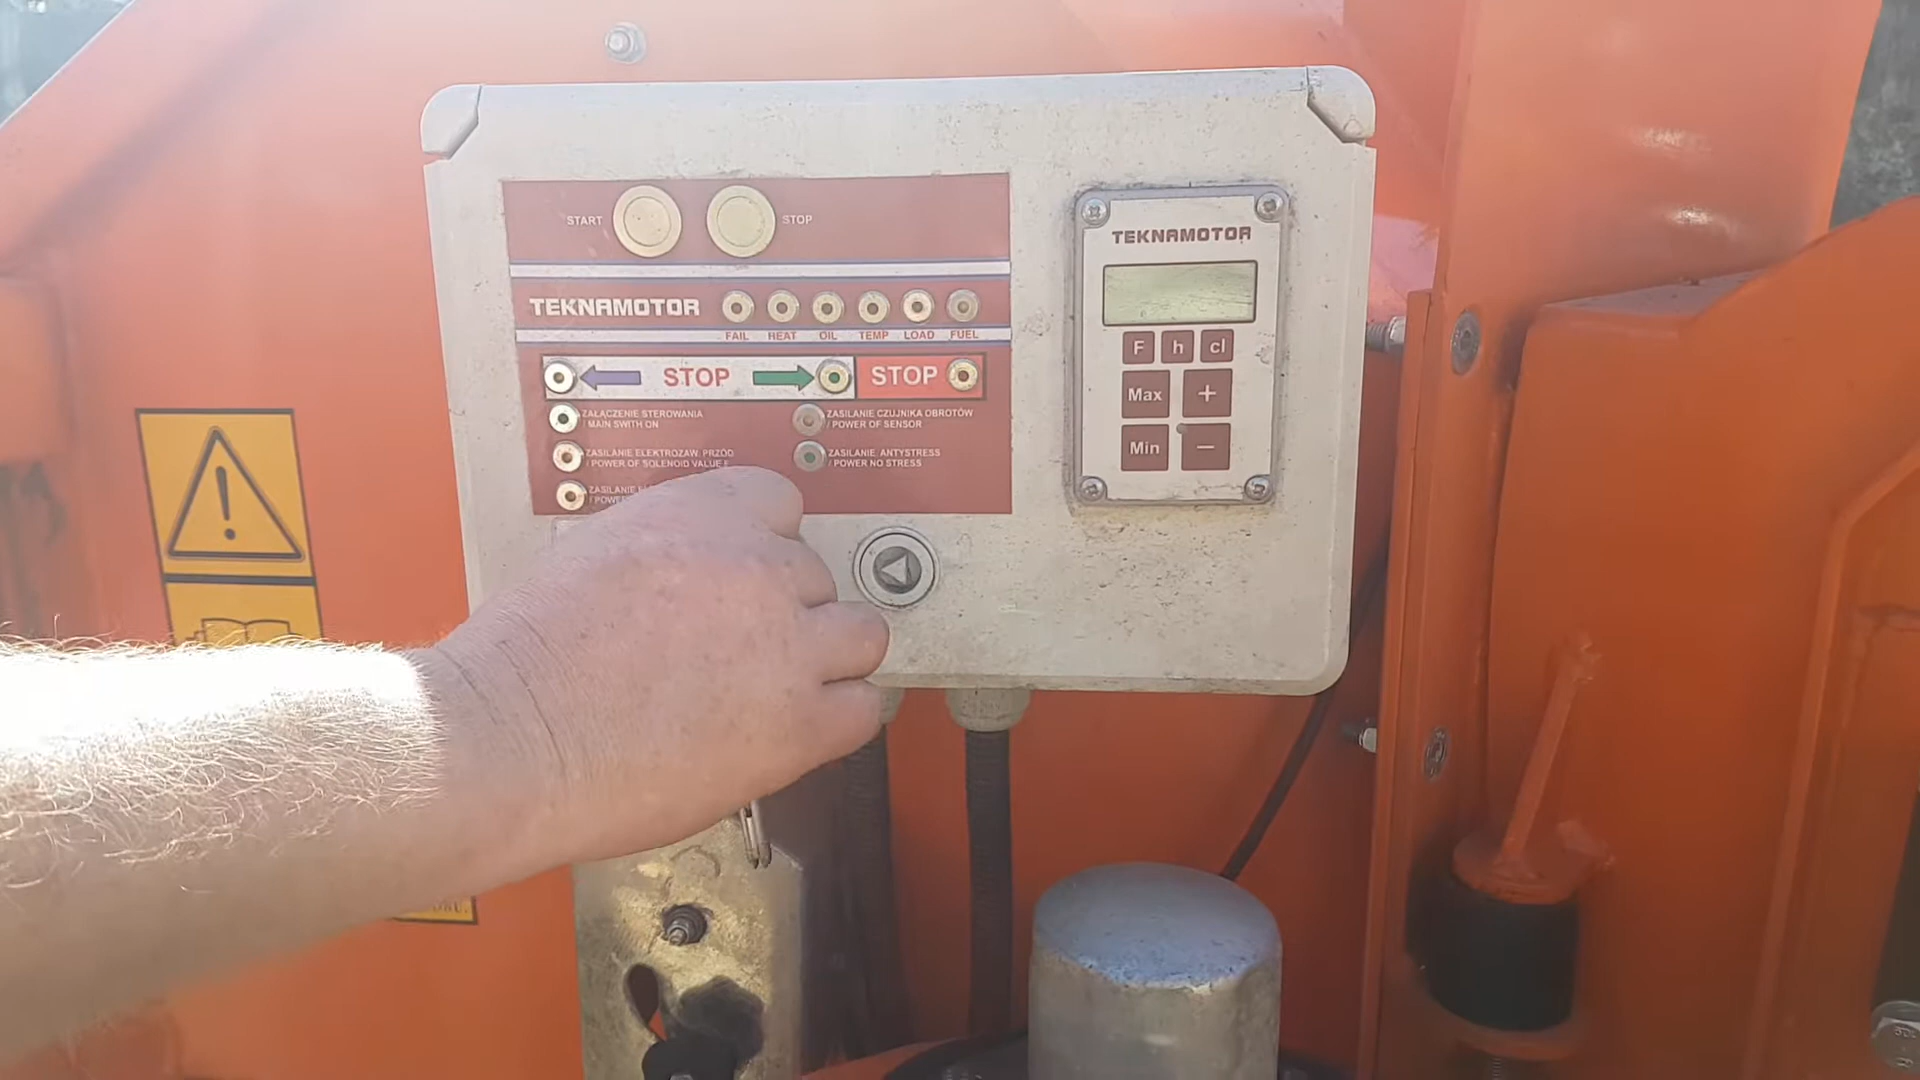 START
STOP
TEKNAMOTOR
FAIL HEAT OIL TEMP LOAD FUEL
STOP
STOP
ZAŁĄCZENIE STEROWANIA
/ MAIN SWITH ON
ZASILANIE ELEKTROZAW. PRZÓD
/ POWER OF SOLENOID VALUE F
ZASILANIE
/ POWER
ZASILANIE CZUJNIKA OBROTÓW
/ POWER OF SENSOR
ZASILANIE ANTYSTRESS
/ POWER NO STRESS
TEKNAMOTOR
F h cl
Max +
Min −